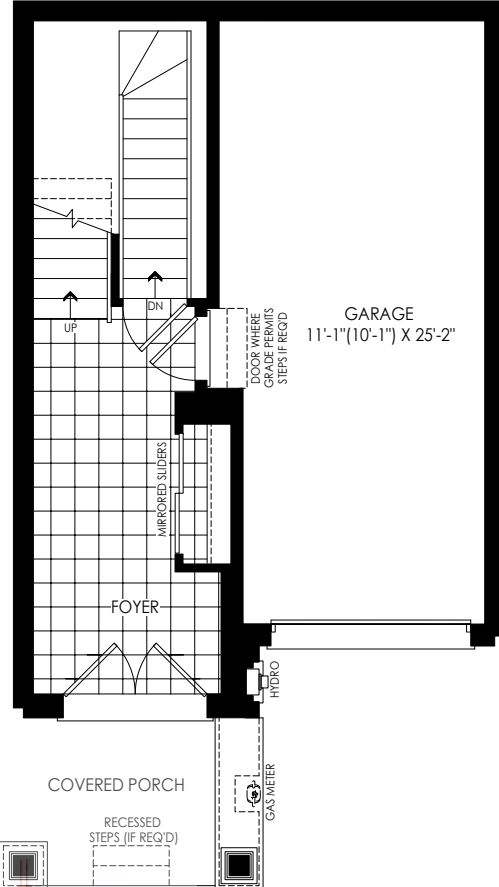 GARAGE
11'-1"(10'-1") X 25'-2"
UP
DN
DOOR WHERE
GRADE PERMITS
STEPS IF REQ'D
MIRRORED SLIDERS
FOYER
HYDRO
COVERED PORCH
GAS METER
RECESSED
STEPS (IF REQ'D)